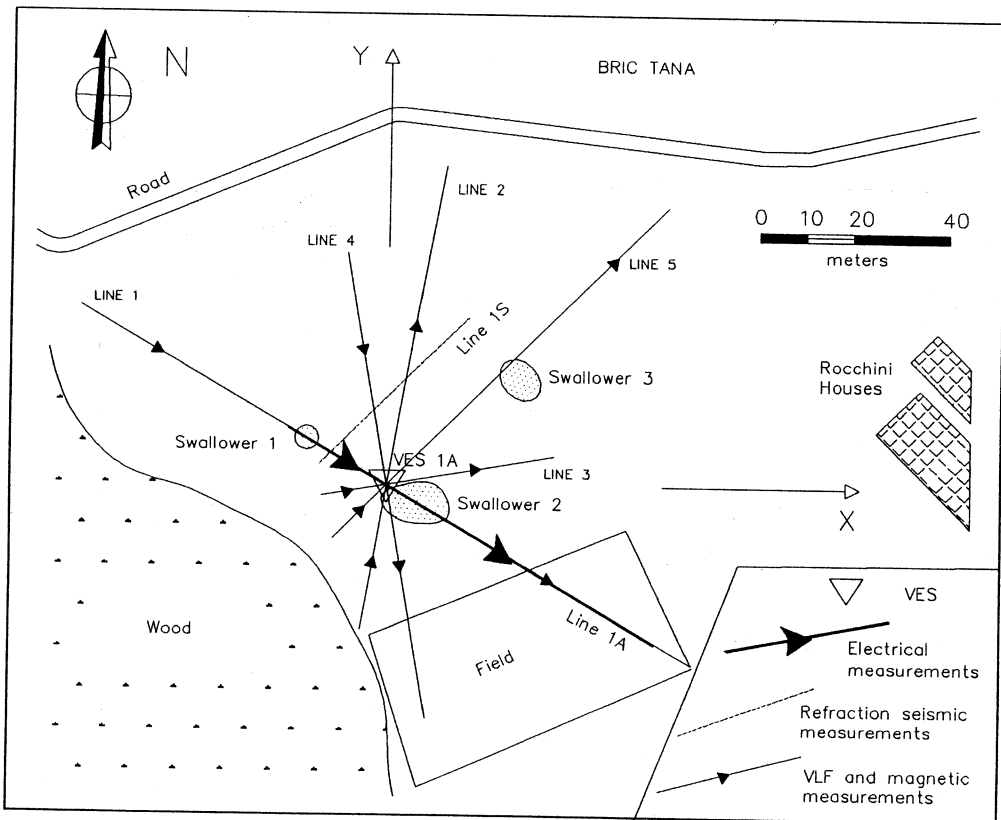 N
Y
BRIC TANA
Road
LINE 2
LINE 4
LINE 5
LINE 1
Line 1S
0 10 20 40
meters
Rocchini
Houses
Swallower 3
Swallower 1
VES 1A
LINE 3
Swallower 2
X
Wood
Line 1A
Field
VES
Electrical
measurements
Refraction seismic
measurements
VLF and magnetic
measurements